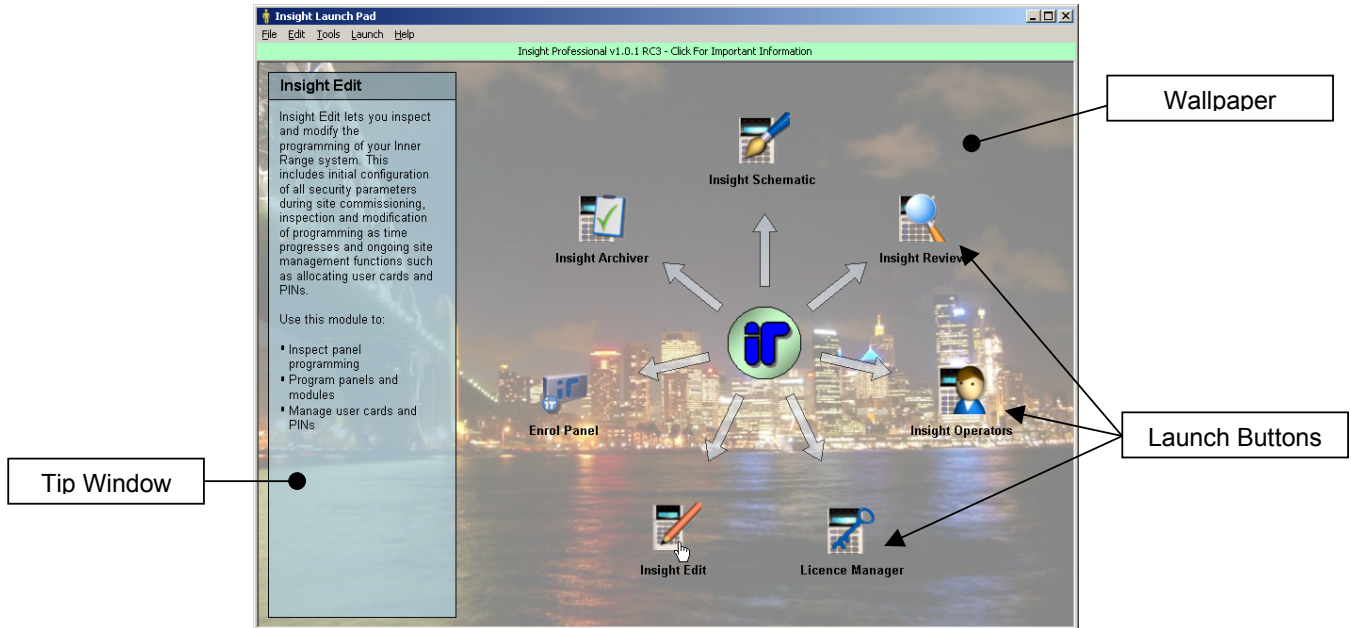 Insight Launch Pad
File Edit Tools Launch Help
Insight Professional v1.0.1 RC3 - Click For Important Information
Insight Edit
Insight Edit lets you inspect
and modify the
programming of your Inner
Range system. This
includes initial configuration
of all security parameters
during site commissioning,
inspection and modification
of programming as time
progresses and ongoing site
management functions such
as allocating user cards and
PINs.
Use this module to:
Inspect panel
programming
Program panels and
modules
Manage user cards and
PINs
Insight Schematic
Insight Archiver
Insight Review
ir
ir
ir
Enrol Panel
Insight Operators
Insight Edit
Licence Manager
Wallpaper
Launch Buttons
Tip Window